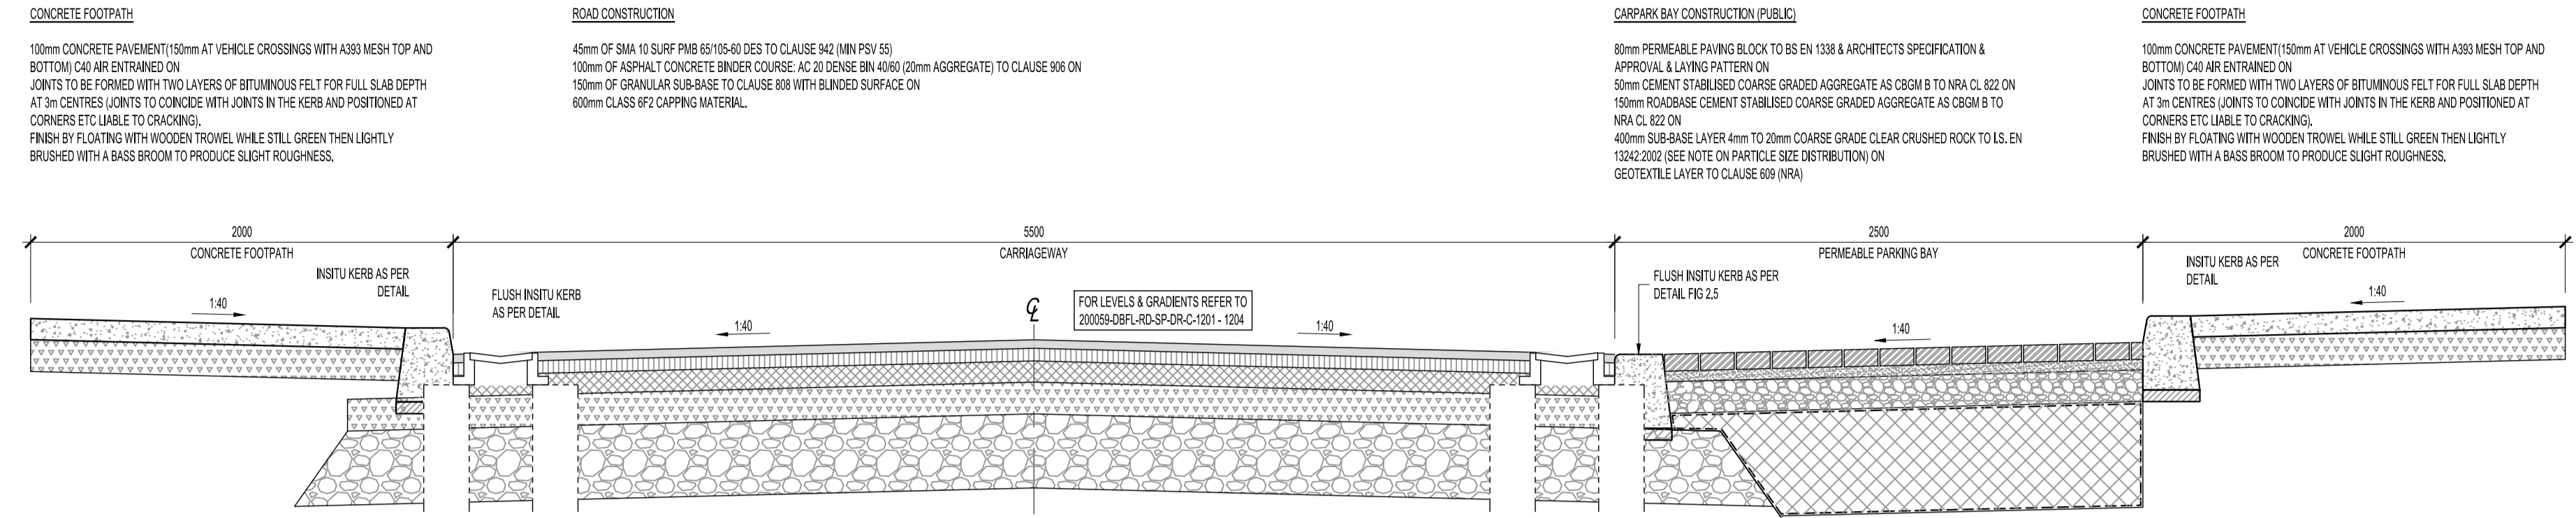 CONCRETE FOOTPATH
100mm CONCRETE PAVEMENT(150mm AT VEHICLE CROSSINGS WITH A393 MESH TOP AND
BOTTOM) C40 AIR ENTRAINED ON
JOINTS TO BE FORMED WITH TWO LAYERS OF BITUMINOUS FELT FOR FULL SLAB DEPTH
AT 3m CENTRES (JOINTS TO COINCIDE WITH JOINTS IN THE KERB AND POSITIONED AT
CORNERS ETC LIABLE TO CRACKING).
FINISH BY FLOATING WITH WOODEN TROWEL WHILE STILL GREEN THEN LIGHTLY
BRUSHED WITH A BASS BROOM TO PRODUCE SLIGHT ROUGHNESS.
ROAD CONSTRUCTION
45mm OF SMA 10 SURF PMB 65/105-60 DES TO CLAUSE 942 (MIN PSV 55)
100mm OF ASPHALT CONCRETE BINDER COURSE: AC 20 DENSE BIN 40/60 (20mm AGGREGATE) TO CLAUSE 906 ON
150mm OF GRANULAR SUB-BASE TO CLAUSE 808 WITH BLINDED SURFACE ON
600mm CLASS 6F2 CAPPING MATERIAL.
CARPARK BAY CONSTRUCTION (PUBLIC)
80mm PERMEABLE PAVING BLOCK TO BS EN 1338 & ARCHITECTS SPECIFICATION &
APPROVAL & LAYING PATTERN ON
50mm CEMENT STABILISED COARSE GRADED AGGREGATE AS CBGM B TO NRA CL 822 ON
150mm ROADBASE CEMENT STABILISED COARSE GRADED AGGREGATE AS CBGM B TO
NRA CL 822 ON
400mm SUB-BASE LAYER 4mm TO 20mm COARSE GRADE CLEAR CRUSHED ROCK TO I.S. EN
13242:2002 (SEE NOTE ON PARTICLE SIZE DISTRIBUTION) ON
GEOTEXTILE LAYER TO CLAUSE 609 (NRA)
CONCRETE FOOTPATH
100mm CONCRETE PAVEMENT(150mm AT VEHICLE CROSSINGS WITH A393 MESH TOP AND
BOTTOM) C40 AIR ENTRAINED ON
JOINTS TO BE FORMED WITH TWO LAYERS OF BITUMINOUS FELT FOR FULL SLAB DEPTH
AT 3m CENTRES (JOINTS TO COINCIDE WITH JOINTS IN THE KERB AND POSITIONED AT
CORNERS ETC LIABLE TO CRACKING).
FINISH BY FLOATING WITH WOODEN TROWEL WHILE STILL GREEN THEN LIGHTLY
BRUSHED WITH A BASS BROOM TO PRODUCE SLIGHT ROUGHNESS.
2000
CONCRETE FOOTPATH
5500
CARRIAGEWAY
2500
PERMEABLE PARKING BAY
2000
CONCRETE FOOTPATH
INSITU KERB AS PER
DETAIL
1:40
FLUSH INSITU KERB
AS PER DETAIL
1:40
℄
FOR LEVELS & GRADIENTS REFER TO
200059-DBFL-RD-SP-DR-C-1201 - 1204
1:40
FLUSH INSITU KERB AS PER
DETAIL FIG 2.5
1:40
INSITU KERB AS PER
DETAIL
1:40